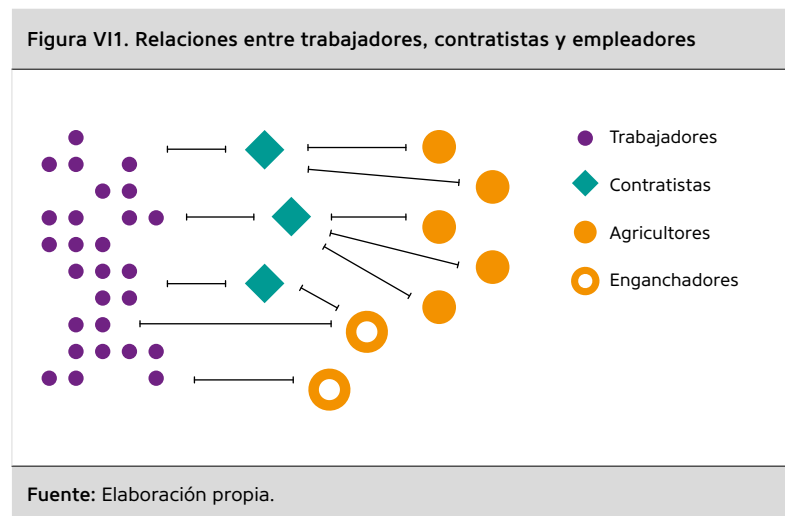 Figura VI1. Relaciones entre trabajadores, contratistas y empleadores
Trabajadores
Contratistas
Agricultores
Enganchadores
Fuente: Elaboración propia.